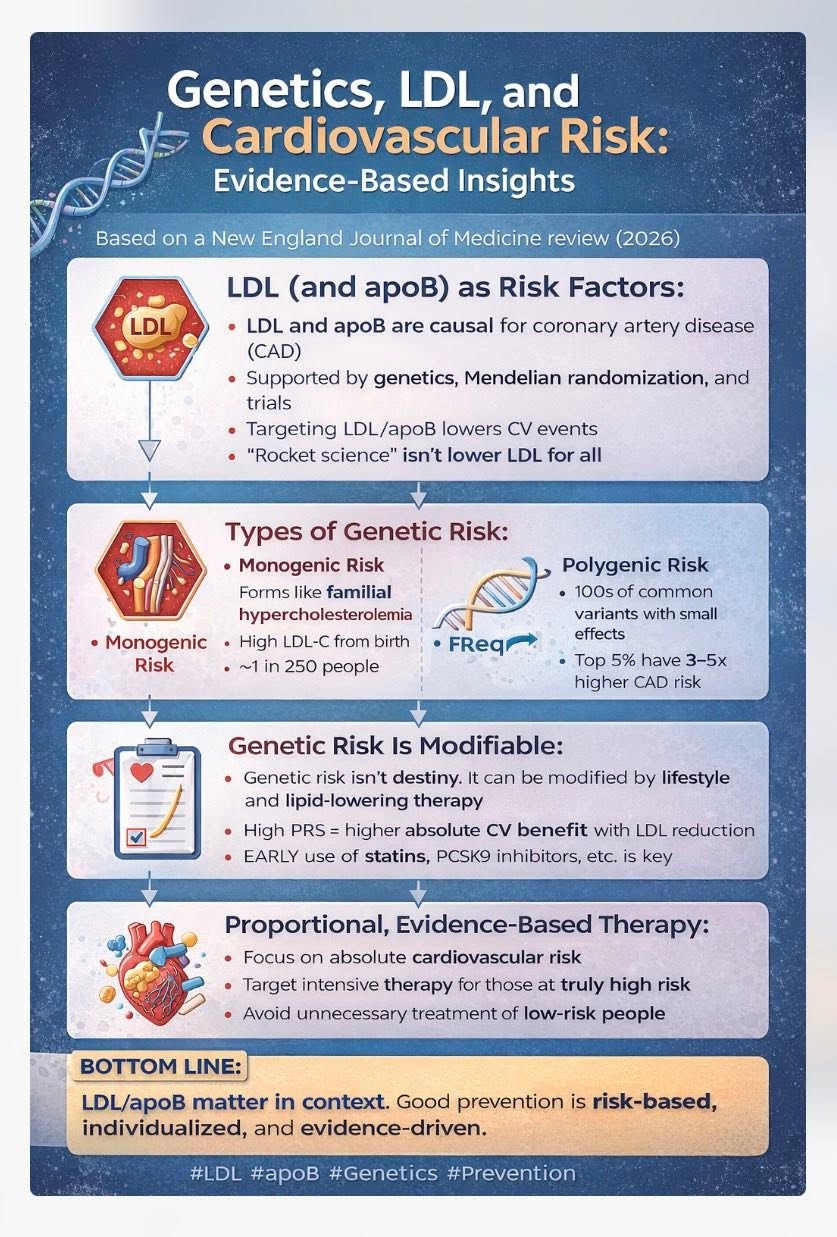 Genetics, LDL, and
Cardiovascular Risk:
Evidence-Based Insights
Based on a New England Journal of Medicine review (2026)
LDL
LDL (and apoB) as Risk Factors:
• LDL and apoB are causal for coronary artery disease
(CAD)
• Supported by genetics, Mendelian randomization, and
trials
• Targeting LDL/apoB lowers CV events
• “Rocket science” isn’t lower LDL for all
Types of Genetic Risk:
• Monogenic
Risk
• Monogenic Risk
Forms like familial
hypercholesterolemia
• High LDL-C from birth
• ~1 in 250 people
• FReq
Polygenic Risk
• 100s of common
variants with small
effects
• Top 5% have 3–5x
higher CAD risk
Genetic Risk Is Modifiable:
• Genetic risk isn’t destiny. It can be modified by lifestyle
and lipid-lowering therapy
• High PRS = higher absolute CV benefit with LDL reduction
• EARLY use of statins, PCSK9 inhibitors, etc. is key
Proportional, Evidence-Based Therapy:
• Focus on absolute cardiovascular risk
• Target intensive therapy for those at truly high risk
• Avoid unnecessary treatment of low-risk people
BOTTOM LINE:
LDL/apoB matter in context. Good prevention is risk-based,
individualized, and evidence-driven.
#LDL #apoB #Genetics #Prevention